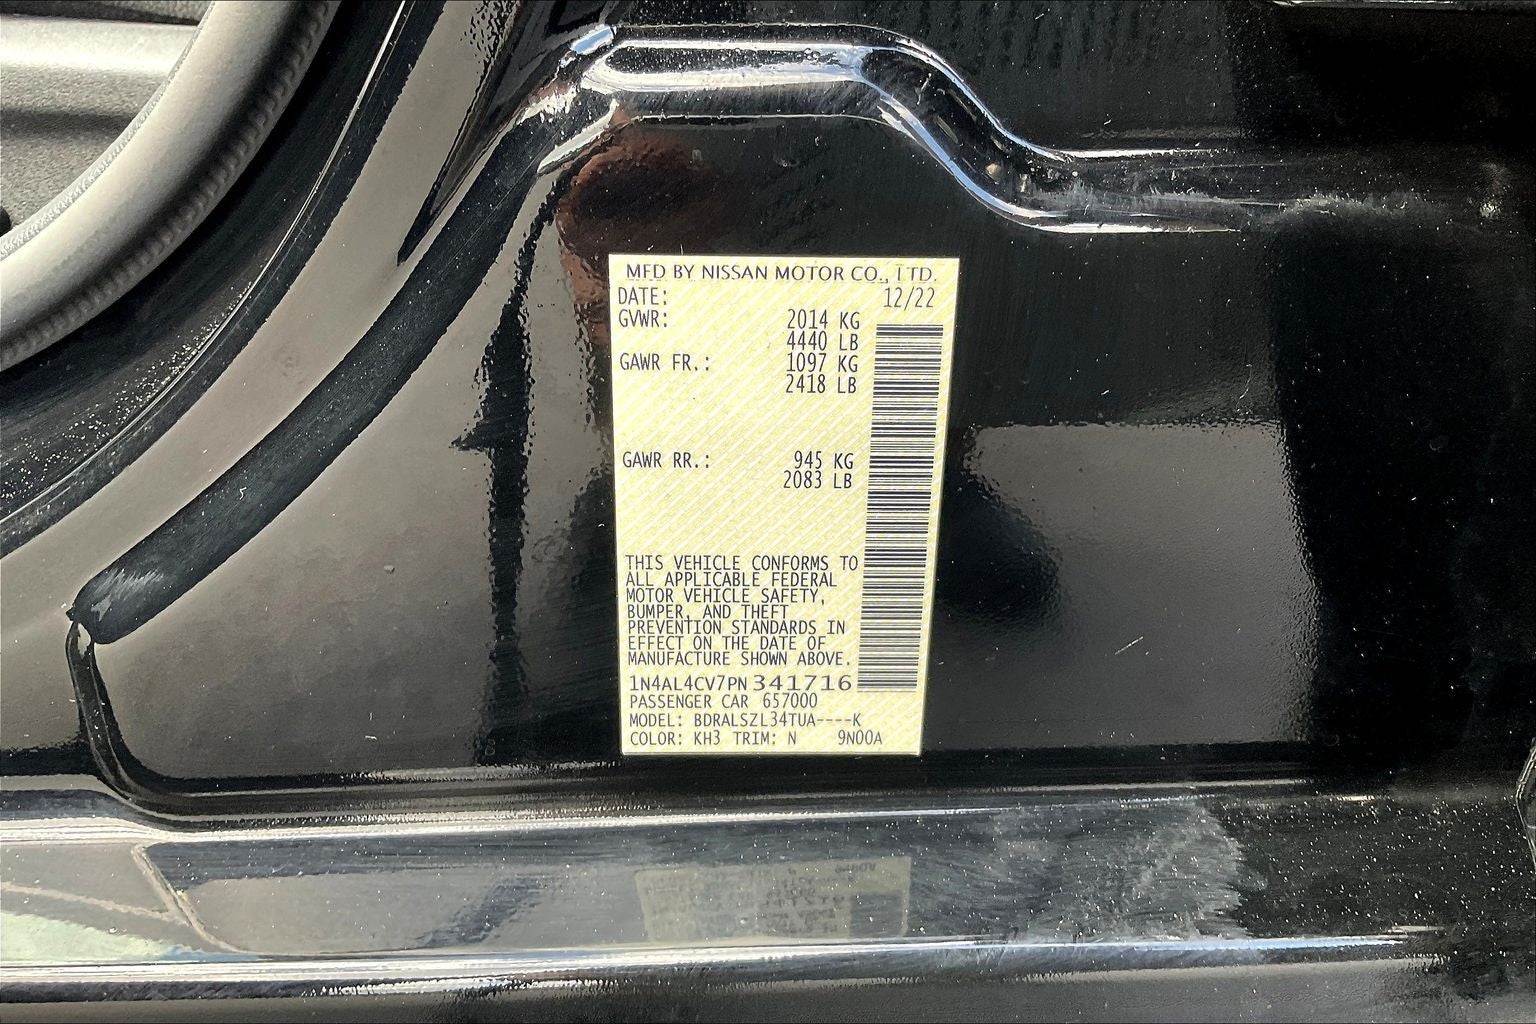 MFD BY NISSAN MOTOR CO., LTD.
DATE: 12/22
GVWR: 2014 KG
4440 LB
GAWR FR.: 1097 KG
2418 LB
GAWR RR.: 945 KG
2083 LB
THIS VEHICLE CONFORMS TO
ALL APPLICABLE FEDERAL
MOTOR VEHICLE SAFETY,
BUMPER, AND THEFT
PREVENTION STANDARDS IN
EFFECT ON THE DATE OF
MANUFACTURE SHOWN ABOVE.
1N4AL4CV7PN341716
PASSENGER CAR 657000
MODEL: BDRALSZL34TUA----K
COLOR: KH3 TRIM: N 9N00A